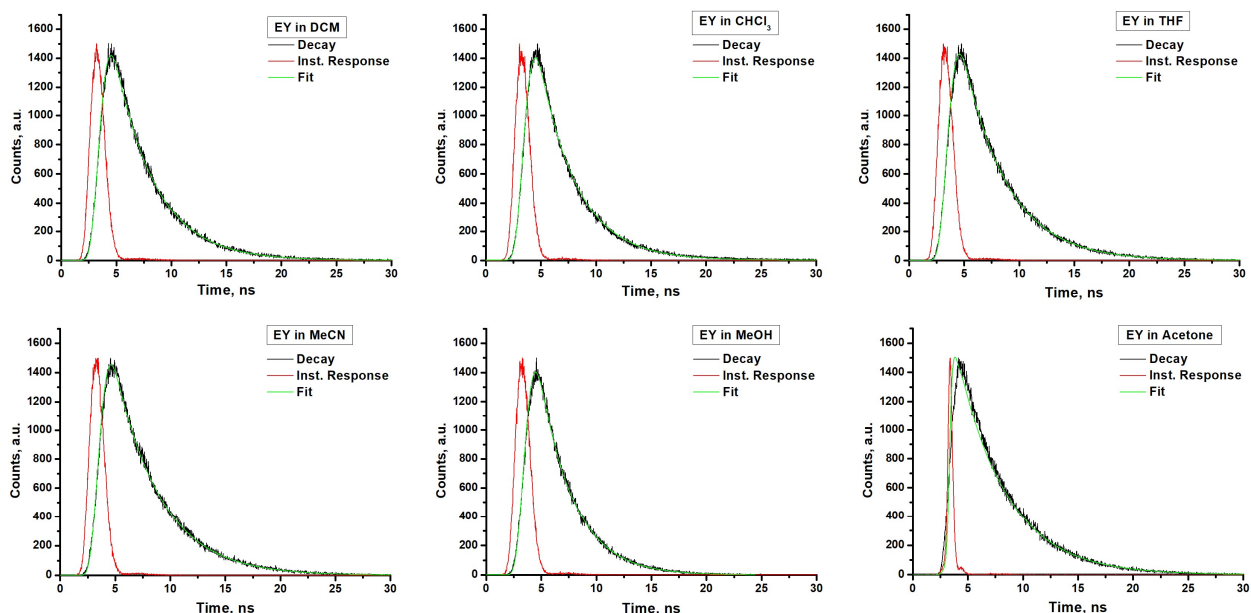 EY in DCM
Decay
Inst. Response
Fit
Counts, a.u.
1600
1400
1200
1000
800
600
400
200
0
0 5 10 15 20 25 30
Time, ns
EY in CHCl₃
Decay
Inst. Response
Fit
Counts, a.u.
1600
1400
1200
1000
800
600
400
200
0
0 5 10 15 20 25 30
Time, ns
EY in THF
Decay
Inst. Response
Fit
Counts, a.u.
1600
1400
1200
1000
800
600
400
200
0
0 5 10 15 20 25 30
Time, ns
EY in MeCN
Decay
Inst. Response
Fit
Counts, a.u.
1600
1400
1200
1000
800
600
400
200
0
0 5 10 15 20 25 30
Time, ns
EY in MeOH
Decay
Inst. Response
Fit
Counts, a.u.
1600
1400
1200
1000
800
600
400
200
0
0 5 10 15 20 25 30
Time, ns
EY in Acetone
Decay
Inst. Response
Fit
Counts, a.u.
1600
1400
1200
1000
800
600
400
200
0
0 5 10 15 20 25 30
Time, ns